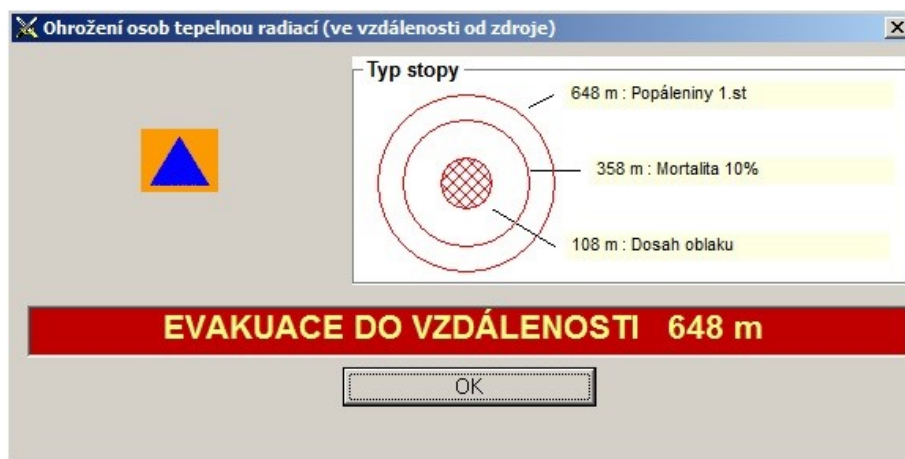 Ohrožení osob tepelnou radiací (ve vzdálenosti od zdroje)
Typ stopy
648 m : Popáleniny 1.st
358 m : Mortalita 10%
108 m : Dosah oblaku
EVAKUACE DO VZDÁLENOSTI 648 m
OK